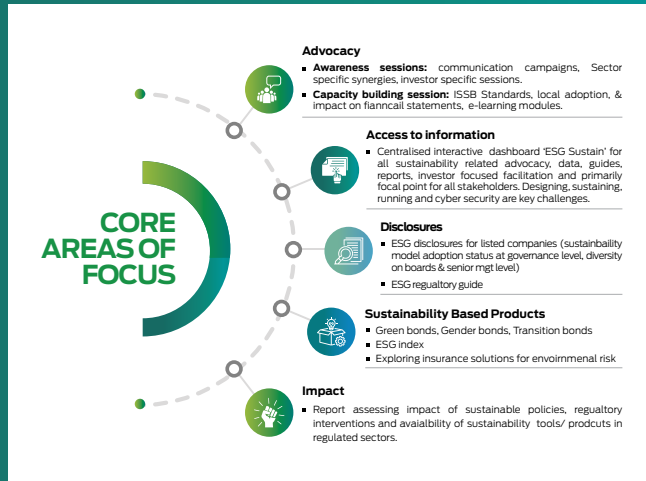 CORE
AREAS OF
FOCUS
Advocacy
▪ Awareness sessions: communication campaigns, Sector
specific synergies, investor specific sessions.
▪ Capacity building session: ISSB Standards, local adoption, &
impact on fianncail statements, e-learning modules.
Access to information
▪ Centralised interactive dashboard ‘ESG Sustain’ for
all sustainability related advocacy, data, guides,
reports, investor focused facilitation and primarily
focal point for all stakeholders. Designing, sustaining,
running and cyber security are key challenges.
Disclosures
▪ ESG disclosures for listed companies (sustainbaility
model adoption status at governance level, diversity
on boards & senior mgt level)
▪ ESG regualtory guide
Sustainability Based Products
▪ Green bonds, Gender bonds, Transition bonds
▪ ESG index
▪ Exploring insurance solutions for envoirnmenal risk
Impact
▪ Report assessing impact of sustainable policies, regualtory
interventions and avaialbility of sustainability tools/ prodcuts in
regulated sectors.